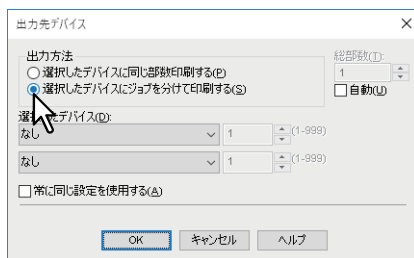 出力先デバイス
出力方法
選択したデバイスに同じ部数印刷する(P)
選択したデバイスにジョブを分けて印刷する(S)
総部数(T):
1
自動(U)
選択したデバイス(D):
なし 1 (1-999)
なし 1 (1-999)
常に同じ設定を使用する(A)
OK キャンセル ヘルプ